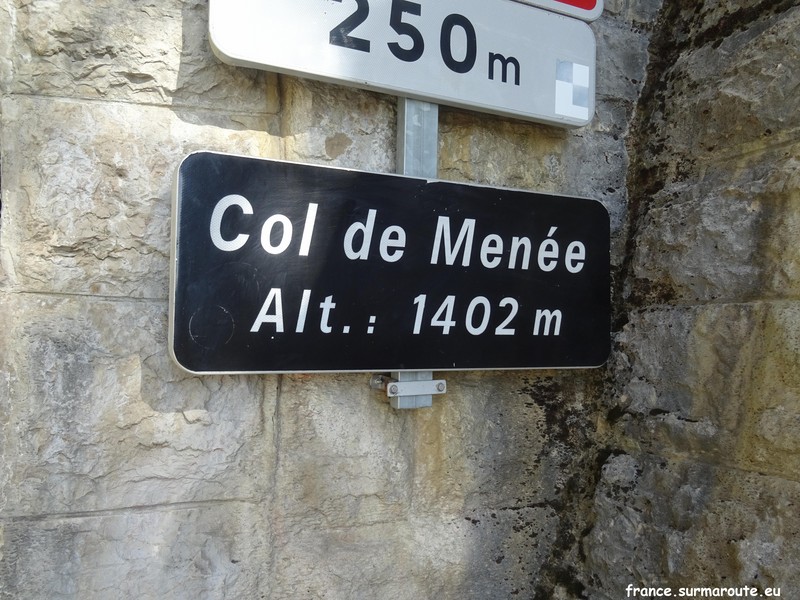 250 m
Col de Menée
Alt. : 1402 m
france.surmaroute.eu